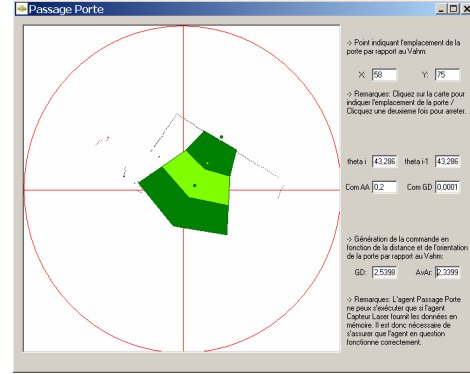 Passage Porte
-> Point indiquant l'emplacement de la
porte par rapport au Vahm:
X: 58 Y: 75
-> Remarques: Cliquez sur la carte pour
indiquer l'emplacement de la porte /
Clicquez une deuxieme fois pour arreter.
theta i 43,286 theta i-1 43,286
Com AA 0,2 Com GD 0,0001
-> Génération de la commande en
fonction de la distance et de l'orientation
de la porte par rapport au Vahm:
GD: 2,5398 AvAr: 2,3399
-> Remarques: L'agent Passage Porte
ne peus s'exécuter que si l'agent
Capteur Laser fournit les données en
mémoire. Il est donc nécessaire de
s'assurer que l'agent en question
fonctionne correctement.